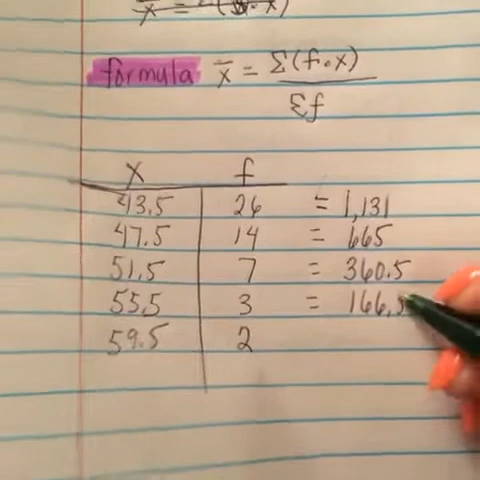 formula x̄ = Σ(f·x)
Σf
x f
43.5 26 = 1,131
47.5 14 = 665
51.5 7 = 360.5
55.5 3 = 166.5
59.5 2